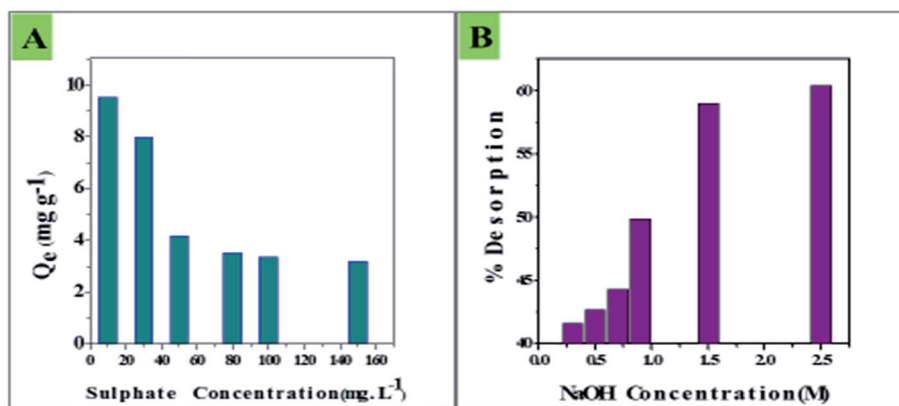 A
10
8
6
4
2
0
Qe (mg g-1)
0 20 40 60 80 100 120 140 160
Sulphate Concentration(mg.L-1)
B
60
55
50
45
40
% Desorption
0.0 0.5 1.0 1.5 2.0 2.5
NaOH Concentration(M)